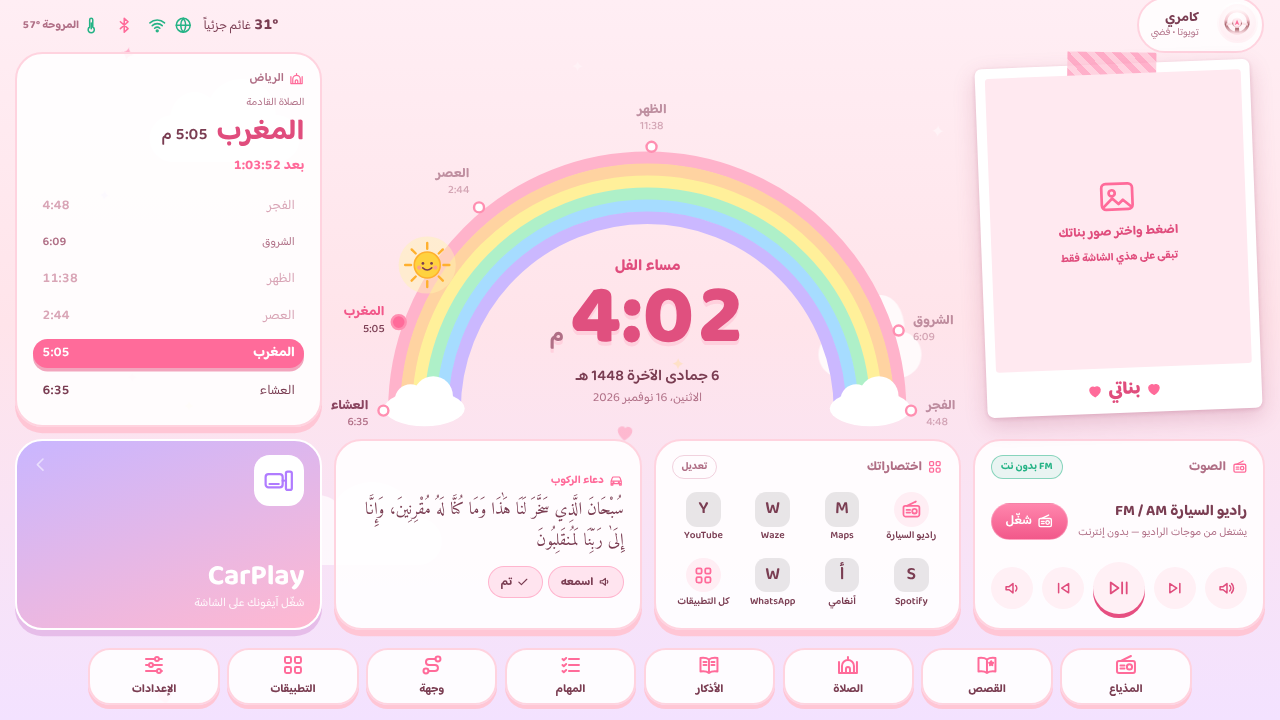 كامري
تويوتا • فضي
31° غائم جزئياً
المروحة 57°
اضغط واختر صور بناتك
تبقى على هذي الشاشة فقط
بناتي
الظهر
11:38
العصر
2:44
المغرب
5:05
العشاء
6:35
الشروق
6:09
الفجر
4:48
مساء الفل
4:02 م
6 جمادى الآخرة 1448 هـ
الاثنين، 16 نوفمبر 2026
الرياض
الصلاة القادمة
المغرب 5:05 م
بعد 1:03:52
الفجر 4:48
الشروق 6:09
الظهر 11:38
العصر 2:44
المغرب 5:05
العشاء 6:35
الصوت
FM بدون نت
راديو السيارة FM / AM
يشتغل من موجات الراديو — بدون إنترنت
شغّل
اختصاراتك
تعديل
راديو السيارة
M
Maps
W
Waze
Y
YouTube
S
Spotify
أ
أنغامي
W
WhatsApp
كل التطبيقات
دعاء الركوب
سُبْحَانَ الَّذِي سَخَّرَ لَنَا هَٰذَا وَمَا كُنَّا لَهُ مُقْرِنِينَ، وَإِنَّا
إِلَىٰ رَبِّنَا لَمُنقَلِبُونَ
اسمعه
تم
CarPlay
شغّل آيفونك على الشاشة
المذياع
القصص
الصلاة
الأذكار
المهام
وجهة
التطبيقات
الإعدادات